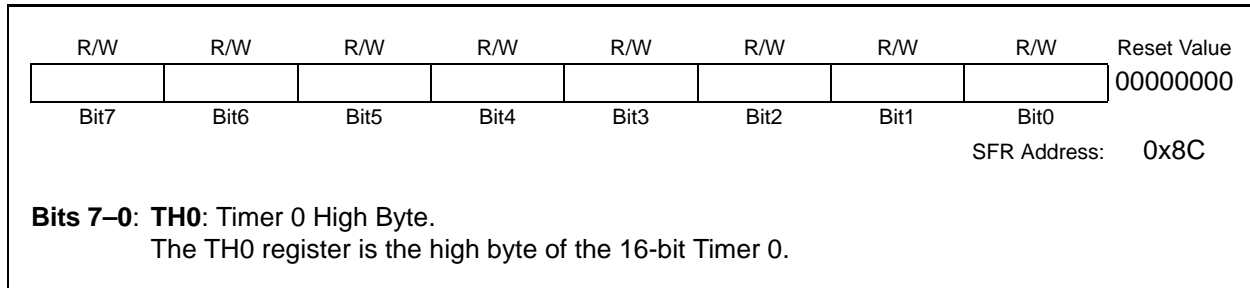 R/W R/W R/W R/W R/W R/W R/W R/W Reset Value
00000000
Bit7 Bit6 Bit5 Bit4 Bit3 Bit2 Bit1 Bit0
SFR Address: 0x8C
Bits 7–0: TH0: Timer 0 High Byte.
The TH0 register is the high byte of the 16-bit Timer 0.